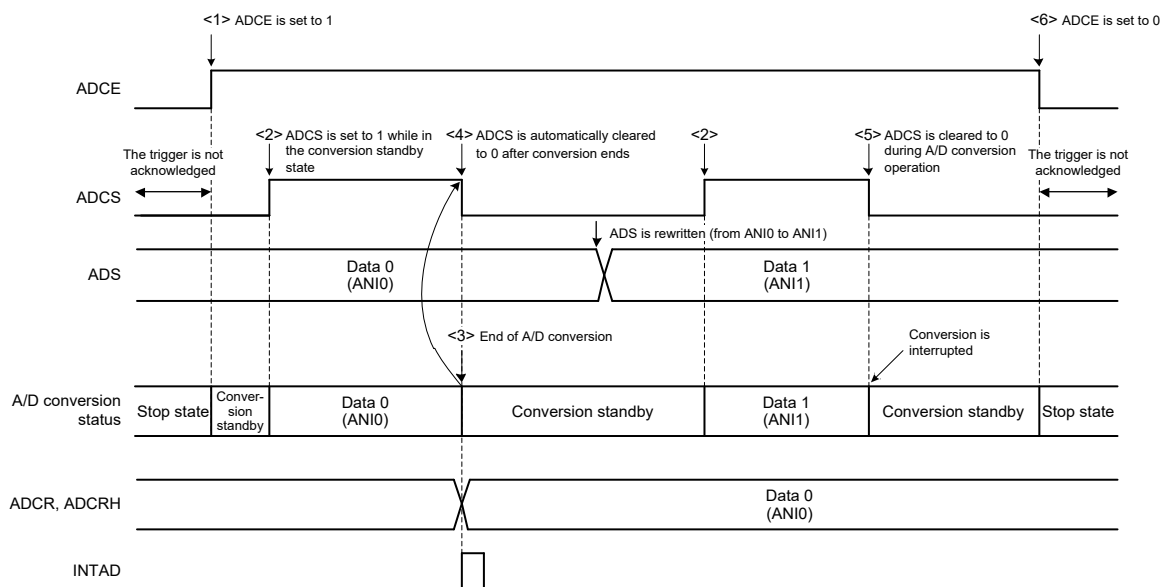 <1> ADCE is set to 1
<6> ADCE is set to 0
ADCE
<2> ADCS is set to 1 while in
the conversion standby
state
<4> ADCS is automatically cleared
to 0 after conversion ends
<2>
<5> ADCS is cleared to 0
during A/D conversion
operation
The trigger is not
acknowledged
The trigger is not
acknowledged
ADCS
ADS is rewritten (from ANI0 to ANI1)
ADS
Data 0
(ANI0)
Data 1
(ANI1)
<3> End of A/D conversion
Conversion is
interrupted
A/D conversion
status
Stop state
Conver-
sion
standby
Data 0
(ANI0)
Conversion standby
Data 1
(ANI1)
Conversion standby
Stop state
ADCR, ADCRH
Data 0
(ANI0)
INTAD